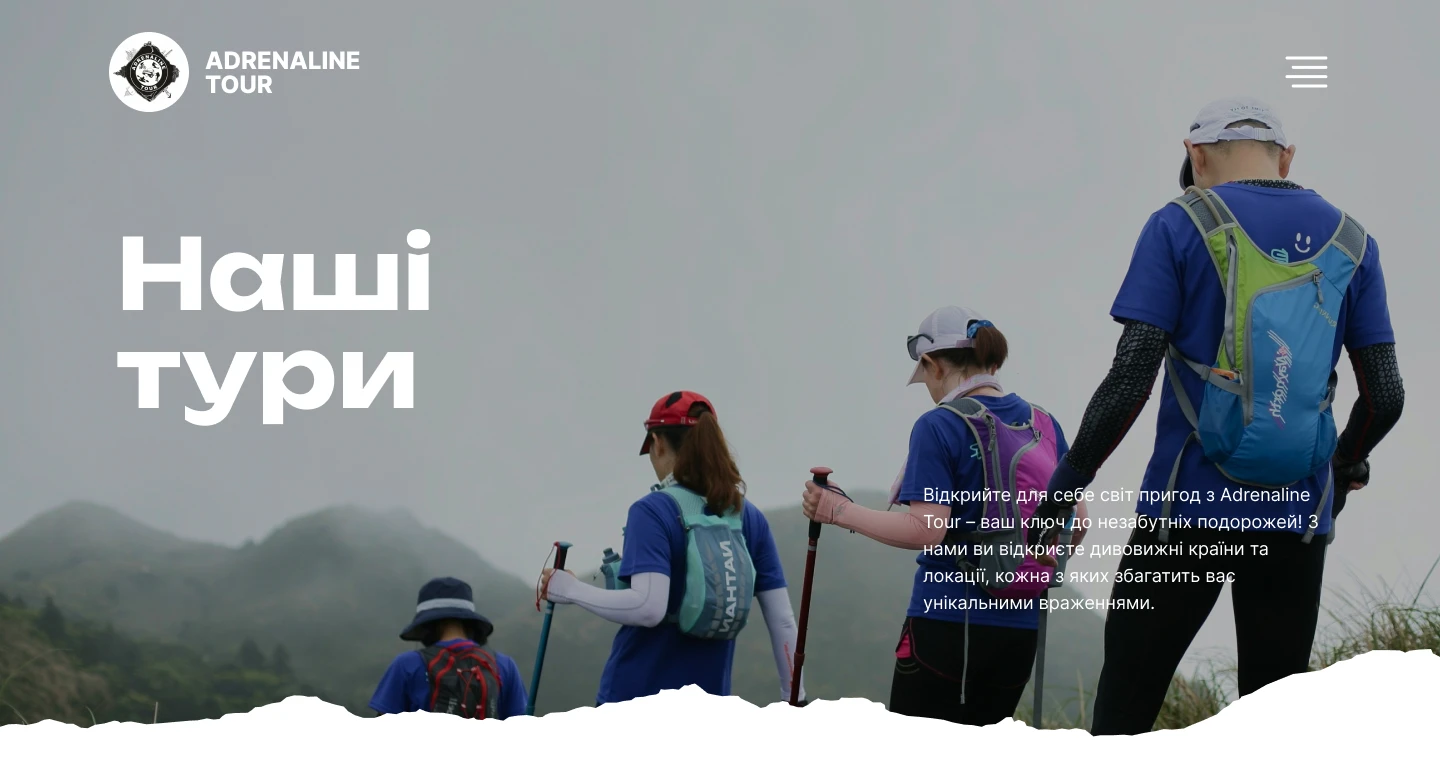 ADRENALINE
TOUR
Наші
тури
Відкрийте для себе світ пригод з Adrenaline
Tour – ваш ключ до незабутніх подорожей! З
нами ви відкриєте дивовижні країни та
локації, кожна з яких збагатить вас
унікальними враженнями.